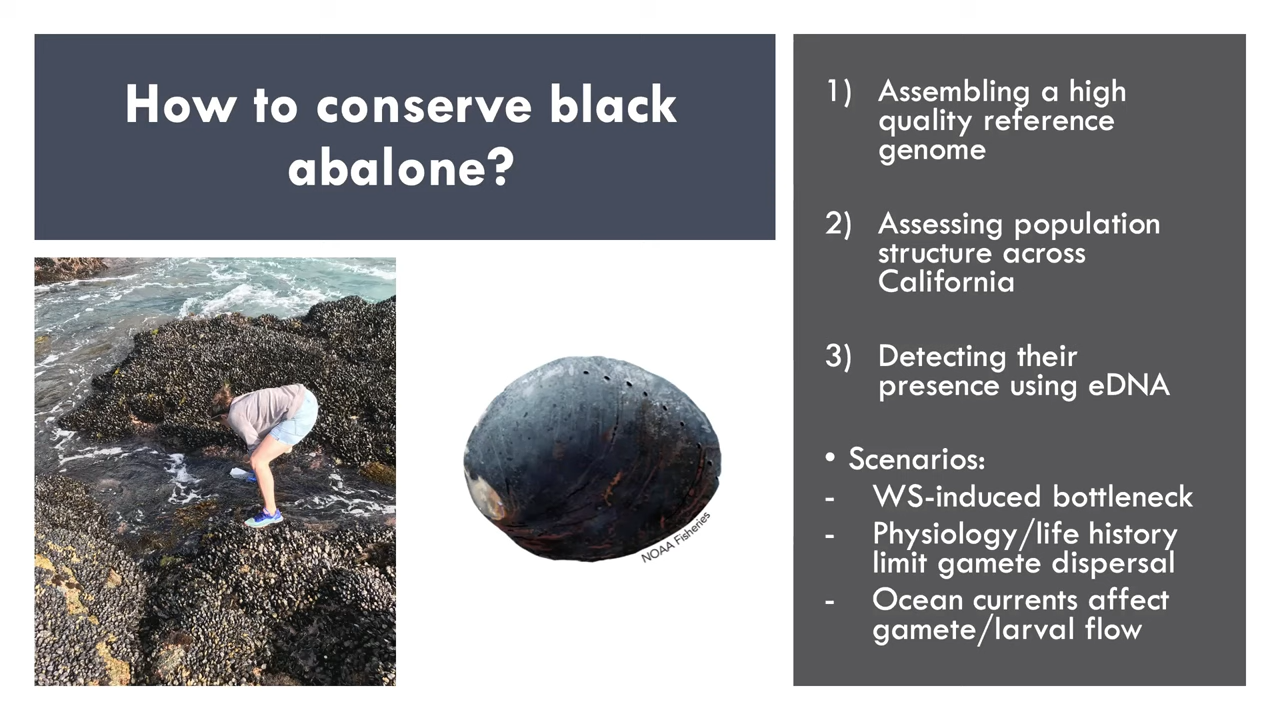 How to conserve black
abalone?
1) Assembling a high
quality reference
genome
2) Assessing population
structure across
California
3) Detecting their
presence using eDNA
• Scenarios:
- WS-induced bottleneck
- Physiology/life history
limit gamete dispersal
- Ocean currents affect
gamete/larval flow
NOAA Fisheries